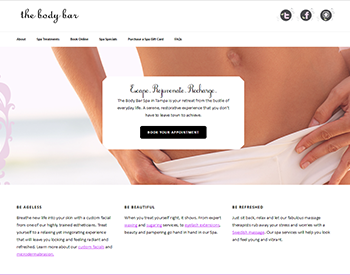 the body bar
About Spa Treatments Book Online Spa Specials Purchase a Spa Gift Card FAQs
Escape. Rejuvenate. Recharge.
The Body Bar Spa in Tampa is your retreat from the bustle of
everyday life. A serene, restorative experience that you don't
have to leave town to achieve.
BOOK YOUR APPOINTMENT
BE AGELESS BE BEAUTIFUL BE REFRESHED
Breathe new life into your skin with a custom facial
from one of our highly trained estheticians. Treat
yourself to a relaxing yet invigorating experience
that will leave you looking and feeling radiant and
refreshed. Learn more about our custom facials and
microdermabrasion.
When you treat yourself right, it shows. From expert
waxing and sugaring services, to eyelash extensions,
beauty and pampering go hand in hand in our Spa.
Just sit back, relax and let our fabulous massage
therapists rub away your stress and worries with a
Swedish massage. Our spa services will help you look
and feel young and vibrant.